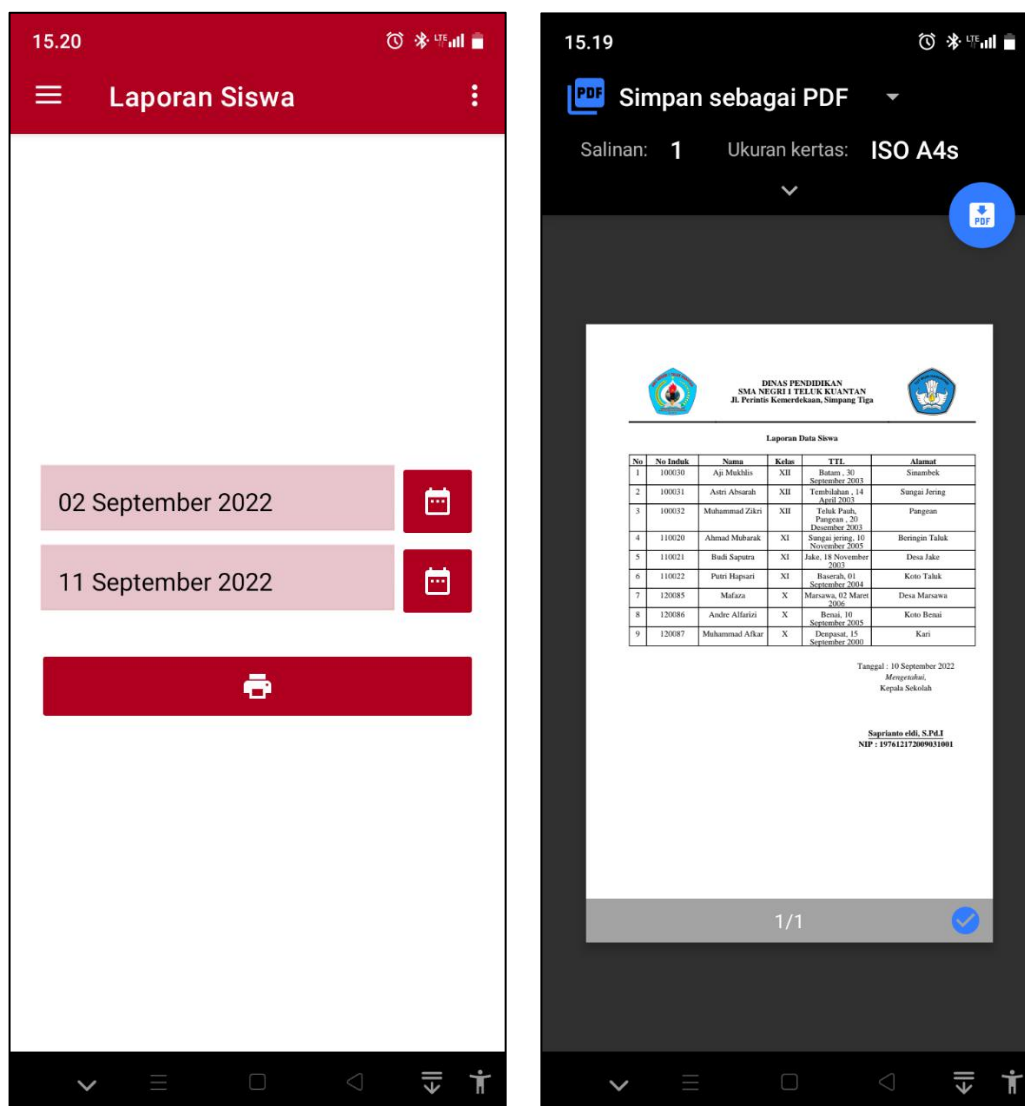 15.20
LTE
Laporan Siswa
02 September 2022
11 September 2022
15.19
LTE
PDF Simpan sebagai PDF
Salinan: 1 Ukuran kertas: ISO A4s
PDF
DINAS PENDIDIKAN
SMA NEGRI 1 TELUK KUANTAN
Jl. Perintis Kemerdekaan, Simpang Tiga
Laporan Data Siswa
No No Induk Nama Kelas TTL Alamat
1 100030 Aji Mukhlis XII Batam , 30 September 2003 Sinambek
2 100031 Astri Absarah XII Tembilahan , 14 April 2003 Sungai Jering
3 100032 Muhammad Zikri XII Teluk Pauh, Pangean , 20 Desember 2003 Pangean
4 110020 Ahmad Mubarak XI Sungai jering, 10 November 2005 Beringin Taluk
5 110021 Budi Saputra XI Jake, 18 November 2003 Desa Jake
6 110022 Putri Hapsari XI Baserah, 01 September 2004 Koto Taluk
7 120085 Mafaza X Marsawa, 02 Maret 2006 Desa Marsawa
8 120086 Andre Alfarizi X Benai, 10 September 2005 Koto Benai
9 120087 Muhammad Afkar X Denpasat, 15 September 2000 Kari
Tanggal : 10 September 2022
Mengetahui,
Kepala Sekolah
Saprianto eldi, S.Pd.I
NIP : 197612172009031001
1/1